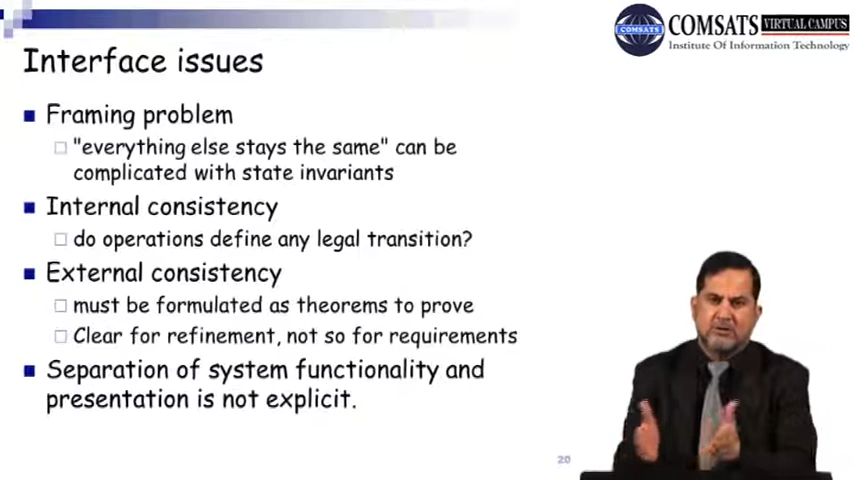 COMSATS
COMSATS VIRTUAL CAMPUS
Institute Of Information Technology
Interface issues
Framing problem
"everything else stays the same" can be
complicated with state invariants
Internal consistency
do operations define any legal transition?
External consistency
must be formulated as theorems to prove
Clear for refinement, not so for requirements
Separation of system functionality and
presentation is not explicit.
20